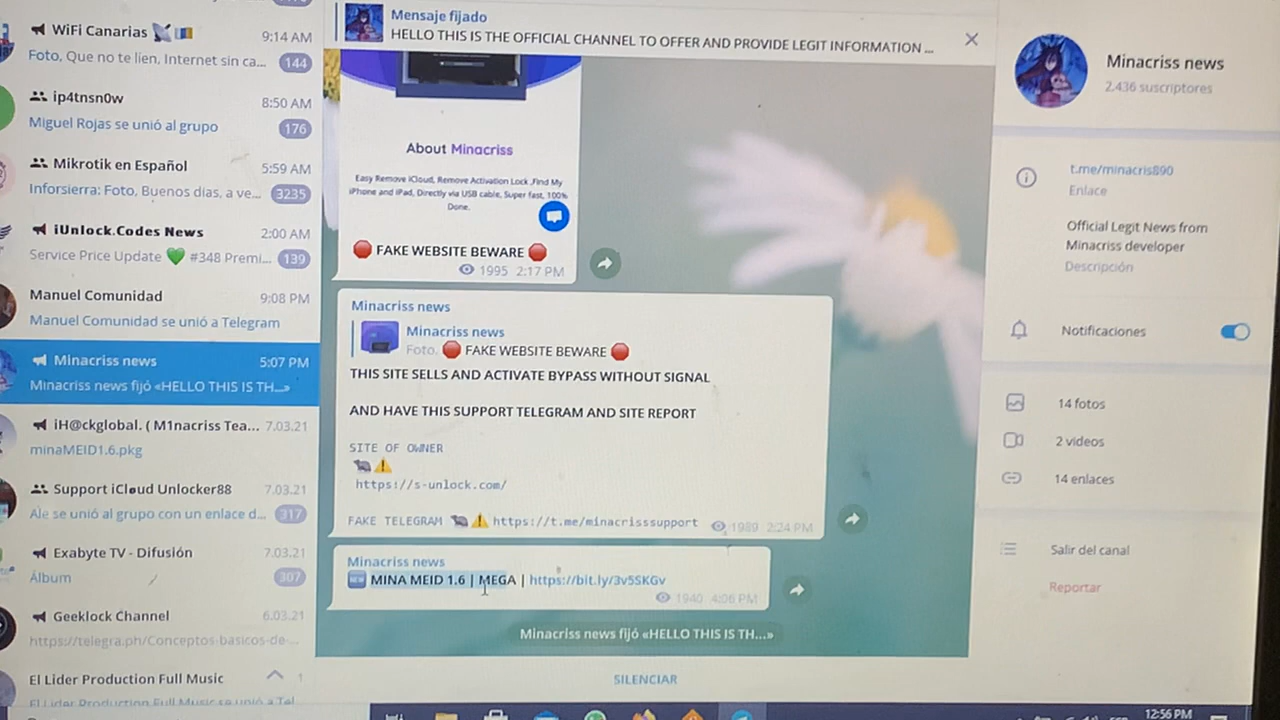 WiFi Canarias
9:14 AM
Foto, Que no te líen, Internet sin ca...
144
ip4tnsn0w
8:50 AM
Miguel Rojas se unió al grupo
176
Mikrotik en Español
5:59 AM
Inforsierra: Foto, Buenos dias, a ve...
3235
iUnlock.Codes News
2:00 AM
Service Price Update 💚 #348 Premi...
139
Manuel Comunidad
9:08 PM
Manuel Comunidad se unió a Telegram
Minacriss news
5:07 PM
Minacriss news fijó «HELLO THIS IS TH...»
iH@ckglobal. ( M1nacriss Tea...
7.03.21
minaMEID1.6.pkg
Support iCloud Unlocker88
7.03.21
Ale se unió al grupo con un enlace d...
317
Exabyte TV - Difusión
7.03.21
Álbum
307
Geeklock Channel
6.03.21
https://telegra.ph/Conceptos-basicos-de-...
El Lider Production Full Music
1
El Lider Production Full Music se unió a Tel
Mensaje fijado
HELLO THIS IS THE OFFICIAL CHANNEL TO OFFER AND PROVIDE LEGIT INFORMATION ...
About Minacriss
Easy Remove iCloud, Remove Activation Lock ,Find My
iPhone and iPad, Directly via USB cable, Super fast, 100%
Done.
🛑 FAKE WEBSITE BEWARE 🛑
1995 2:17 PM
Minacriss news
Minacriss news
Foto, 🛑 FAKE WEBSITE BEWARE 🛑
THIS SITE SELLS AND ACTIVATE BYPASS WITHOUT SIGNAL
AND HAVE THIS SUPPORT TELEGRAM AND SITE REPORT
SITE OF OWNER
🐀⚠️
https://s-unlock.com/
FAKE TELEGRAM 🐀⚠️ https://t.me/minacrisssupport
1989 2:24 PM
Minacriss news
🆕 MINA MEID 1.6 | MEGA | https://bit.ly/3v5SKGv
1940 4:06 PM
Minacriss news fijó «HELLO THIS IS TH...»
SILENCIAR
Minacriss news
2.436 suscriptores
t.me/minacris890
Enlace
Official Legit News from
Minacriss developer
Descripción
Notificaciones
14 fotos
2 videos
14 enlaces
Salir del canal
Reportar
12:56 PM